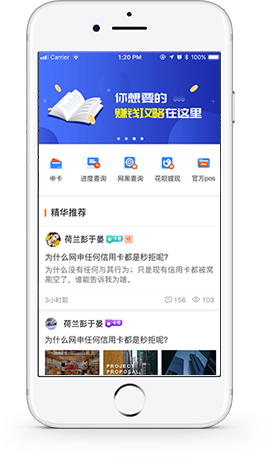 Carrier
1:20 PM
100%
你想要的
赚钱攻略在这里
申卡
进度查询
网黑查询
花呗提现
官方pos
精华推荐
荷兰彭于晏
为什么网申任何信用卡都是秒拒呢?
为什么没有任何与其行为;只是现有信用卡都被窝
刷空了。谁能告诉我为啥。
3小时前
156
103
荷兰彭于晏
为什么网申任何信用卡都是秒拒呢?
PROJECT
PROPOSAL